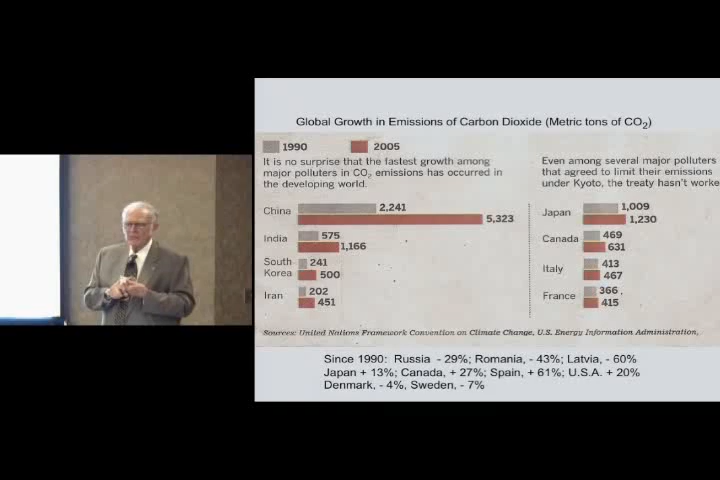 Global Growth in Emissions of Carbon Dioxide (Metric tons of CO2)
1990 2005
It is no surprise that the fastest growth among
major polluters in CO2 emissions has occurred in
the developing world.
China 2,241
5,323
India 575
1,166
South Korea 241
500
Iran 202
451
Even among several major polluters
that agreed to limit their emissions
under Kyoto, the treaty hasn't worke
Japan 1,009
1,230
Canada 469
631
Italy 413
467
France 366
415
Sources: United Nations Framework Convention on Climate Change, U.S. Energy Information Administration,
Since 1990: Russia - 29%; Romania, - 43%; Latvia, - 60%
Japan + 13%; Canada, + 27%; Spain, + 61%; U.S.A. + 20%
Denmark, - 4%, Sweden, - 7%